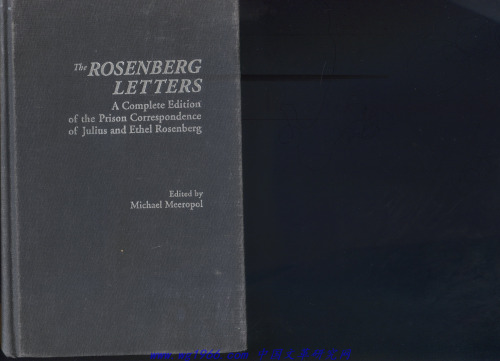 The ROSENBERG
LETTERS
A Complete Edition
of the Prison Correspondence
of Julius and Ethel Rosenberg
Edited by
Michael Meeropol